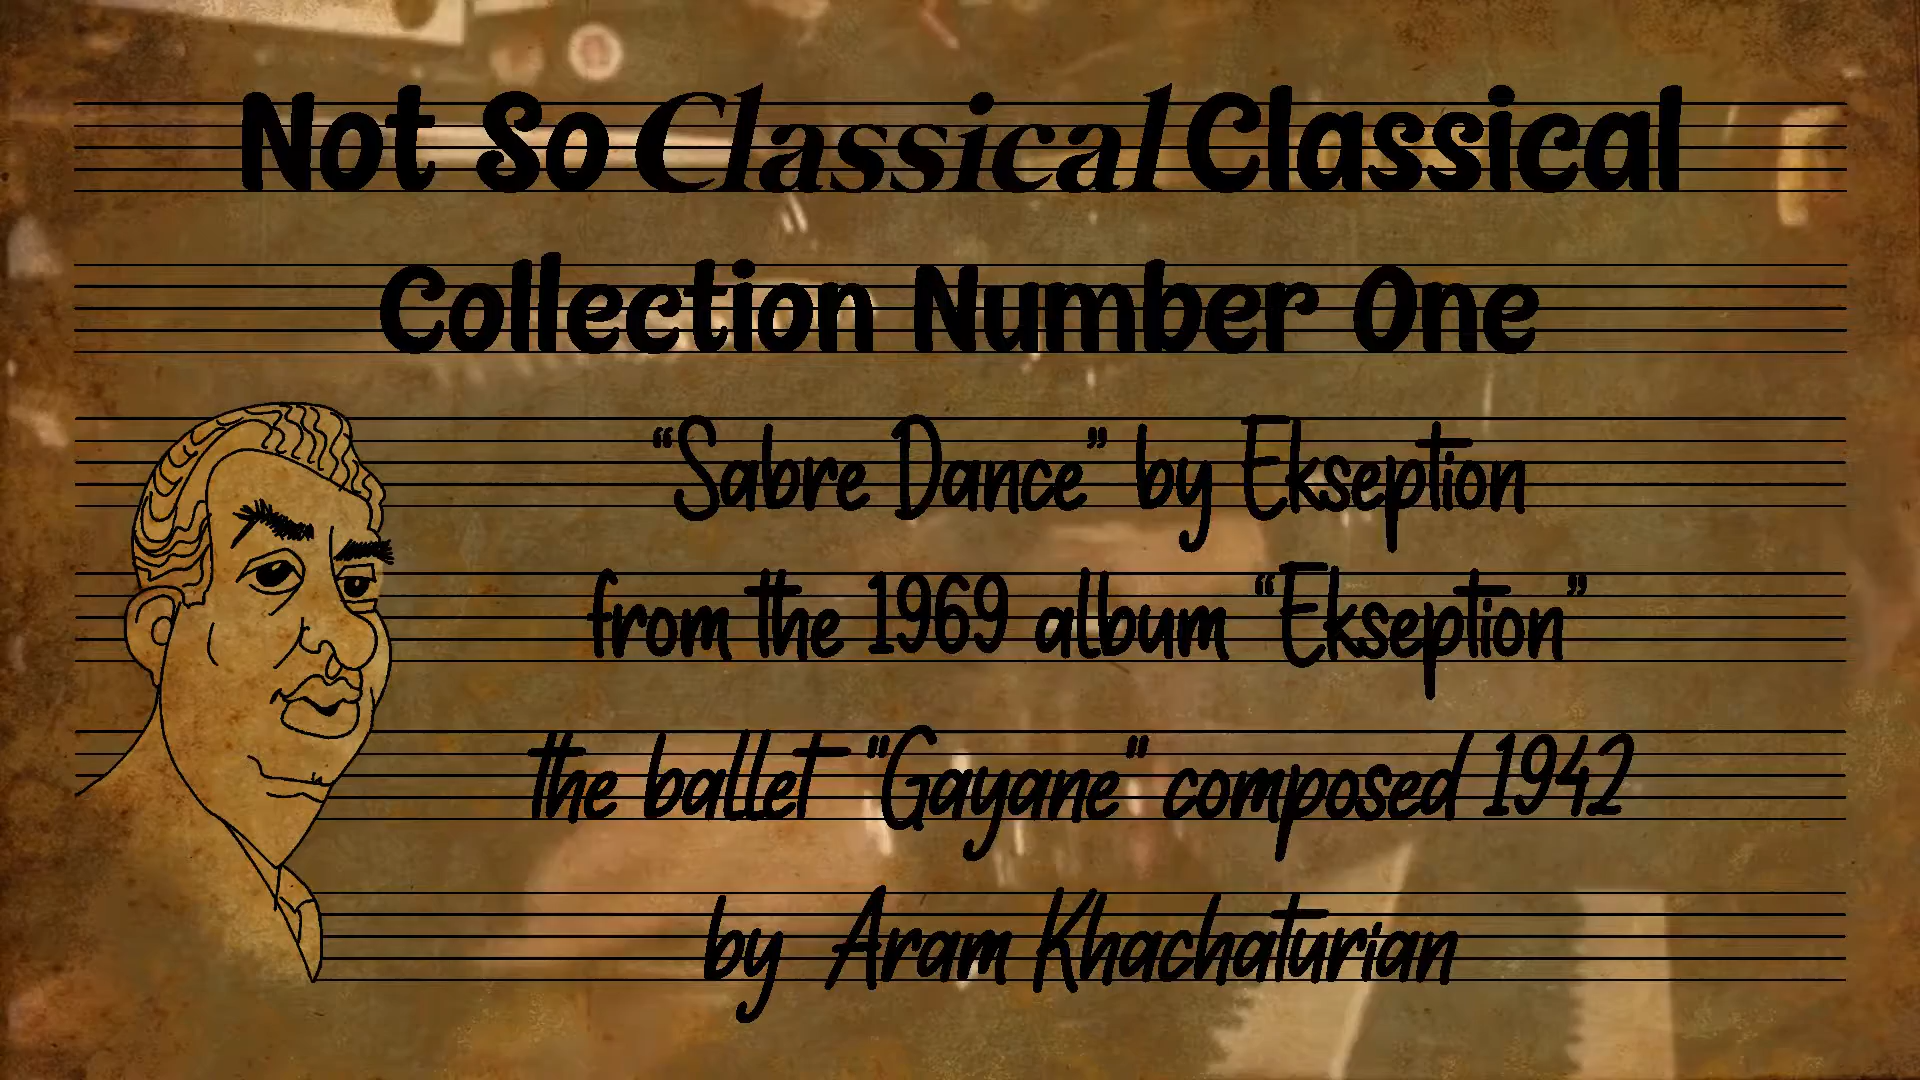 Not So Classical Classical
Collection Number One
“Sabre Dance” by Ekseption
from the 1969 album “Ekseption”
the ballet "Gayane" composed 1942
by Aram Khachaturian